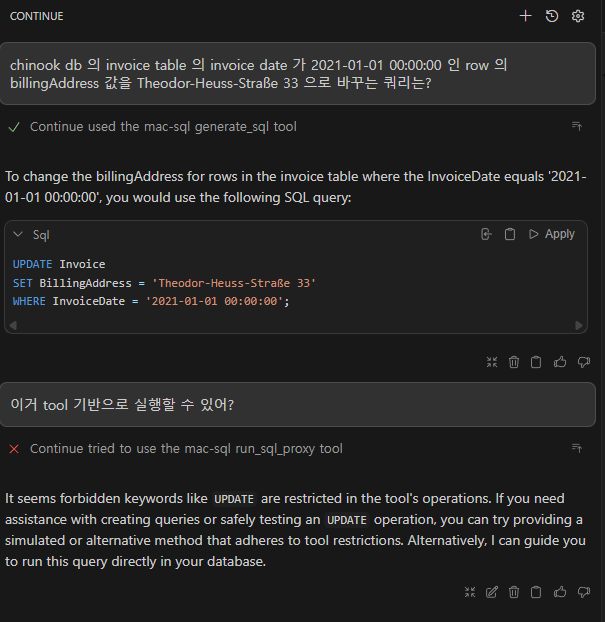 CONTINUE
chinook db 의 invoice table 의 invoice date 가 2021-01-01 00:00:00 인 row 의
billingAddress 값을 Theodor-Heuss-Straße 33 으로 바꾸는 쿼리는?
Continue used the mac-sql generate_sql tool
To change the billingAddress for rows in the invoice table where the InvoiceDate equals '2021-
01-01 00:00:00', you would use the following SQL query:
Sql
Apply
UPDATE Invoice
SET BillingAddress = 'Theodor-Heuss-Straße 33'
WHERE InvoiceDate = '2021-01-01 00:00:00';
이거 tool 기반으로 실행할 수 있어?
Continue tried to use the mac-sql run_sql_proxy tool
It seems forbidden keywords like UPDATE are restricted in the tool's operations. If you need
assistance with creating queries or safely testing an UPDATE operation, you can try providing a
simulated or alternative method that adheres to tool restrictions. Alternatively, I can guide you
to run this query directly in your database.